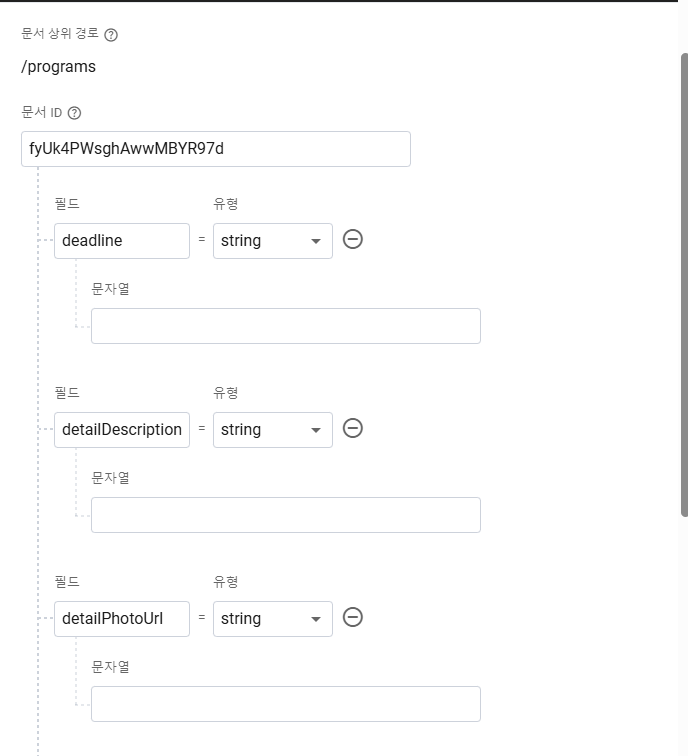 문서 상위 경로
/programs
문서 ID
fyUk4PWsghAwwMBYR97d
필드 유형
deadline = string
문자열
필드 유형
detailDescription = string
문자열
필드 유형
detailPhotoUrl = string
문자열